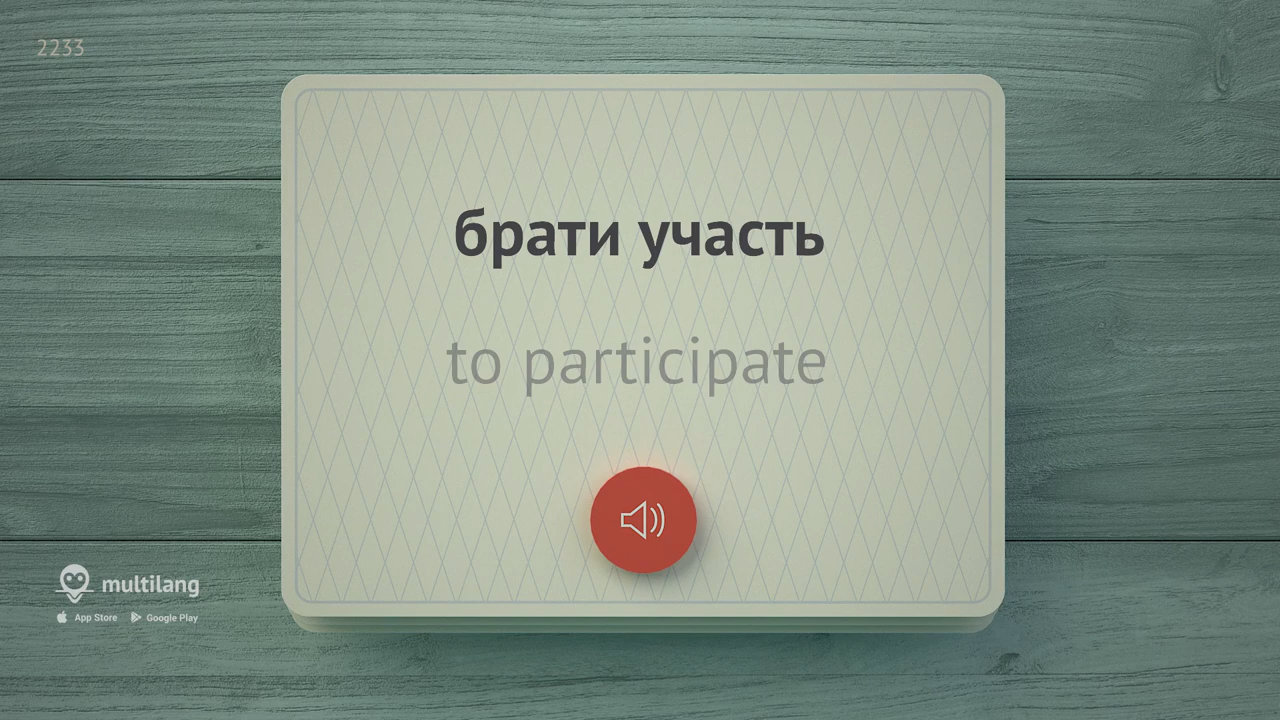 2233
брати участь
to participate
multilang
App Store
Google Play